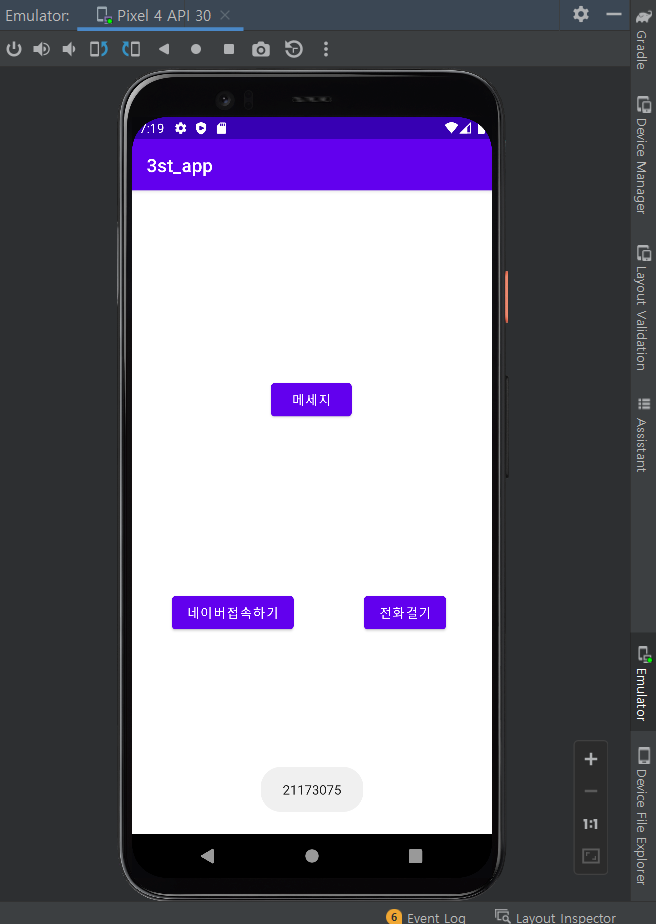 Emulator: Pixel 4 API 30
Gradle
Device Manager
Layout Validation
Assistant
7:19
3st_app
메세지
네이버접속하기 전화걸기
21173075
Emulator
Device File Explorer
1:1
6 Event Log Layout Inspector